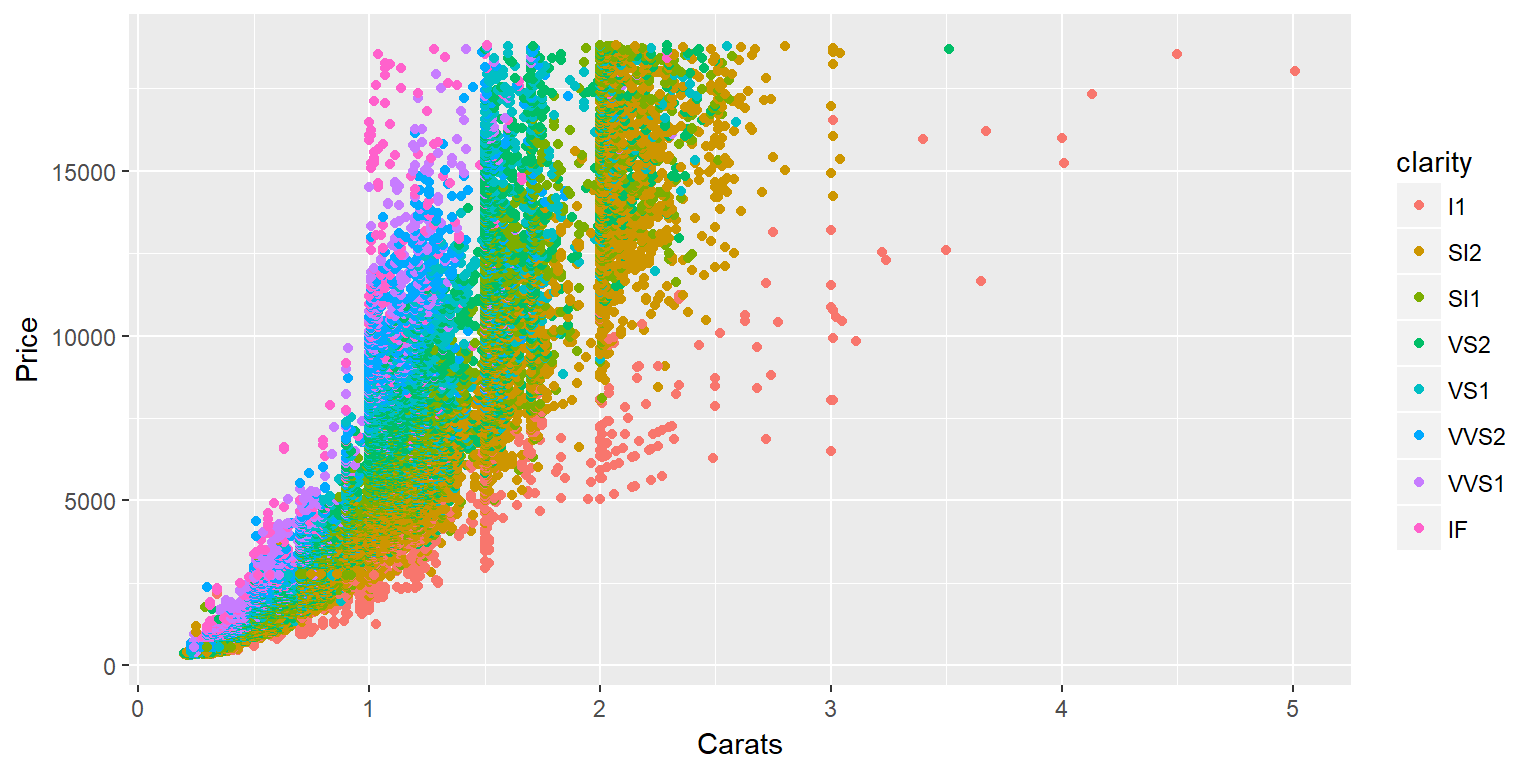 15000
10000
5000
0
Price
0 1 2 3 4 5
Carats
clarity
I1
SI2
SI1
VS2
VS1
VVS2
VVS1
IF